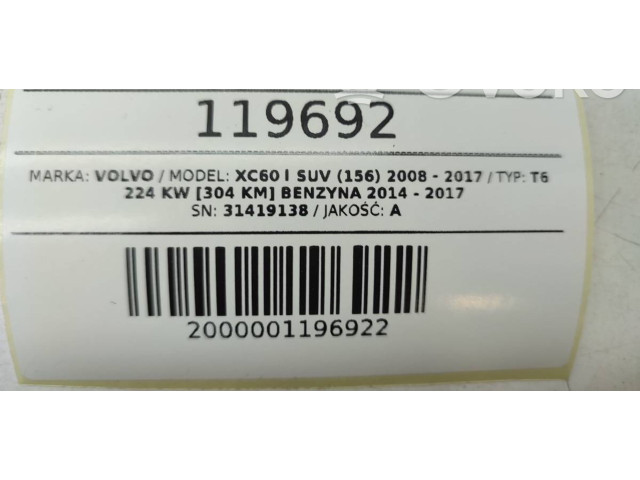 119692
MARKA: VOLVO / MODEL: XC60 I SUV (156) 2008 - 2017 / TYP: T6
224 KW [304 KM] BENZYNA 2014 - 2017
SN: 31419138 / JAKOŚĆ: A
2000001196922